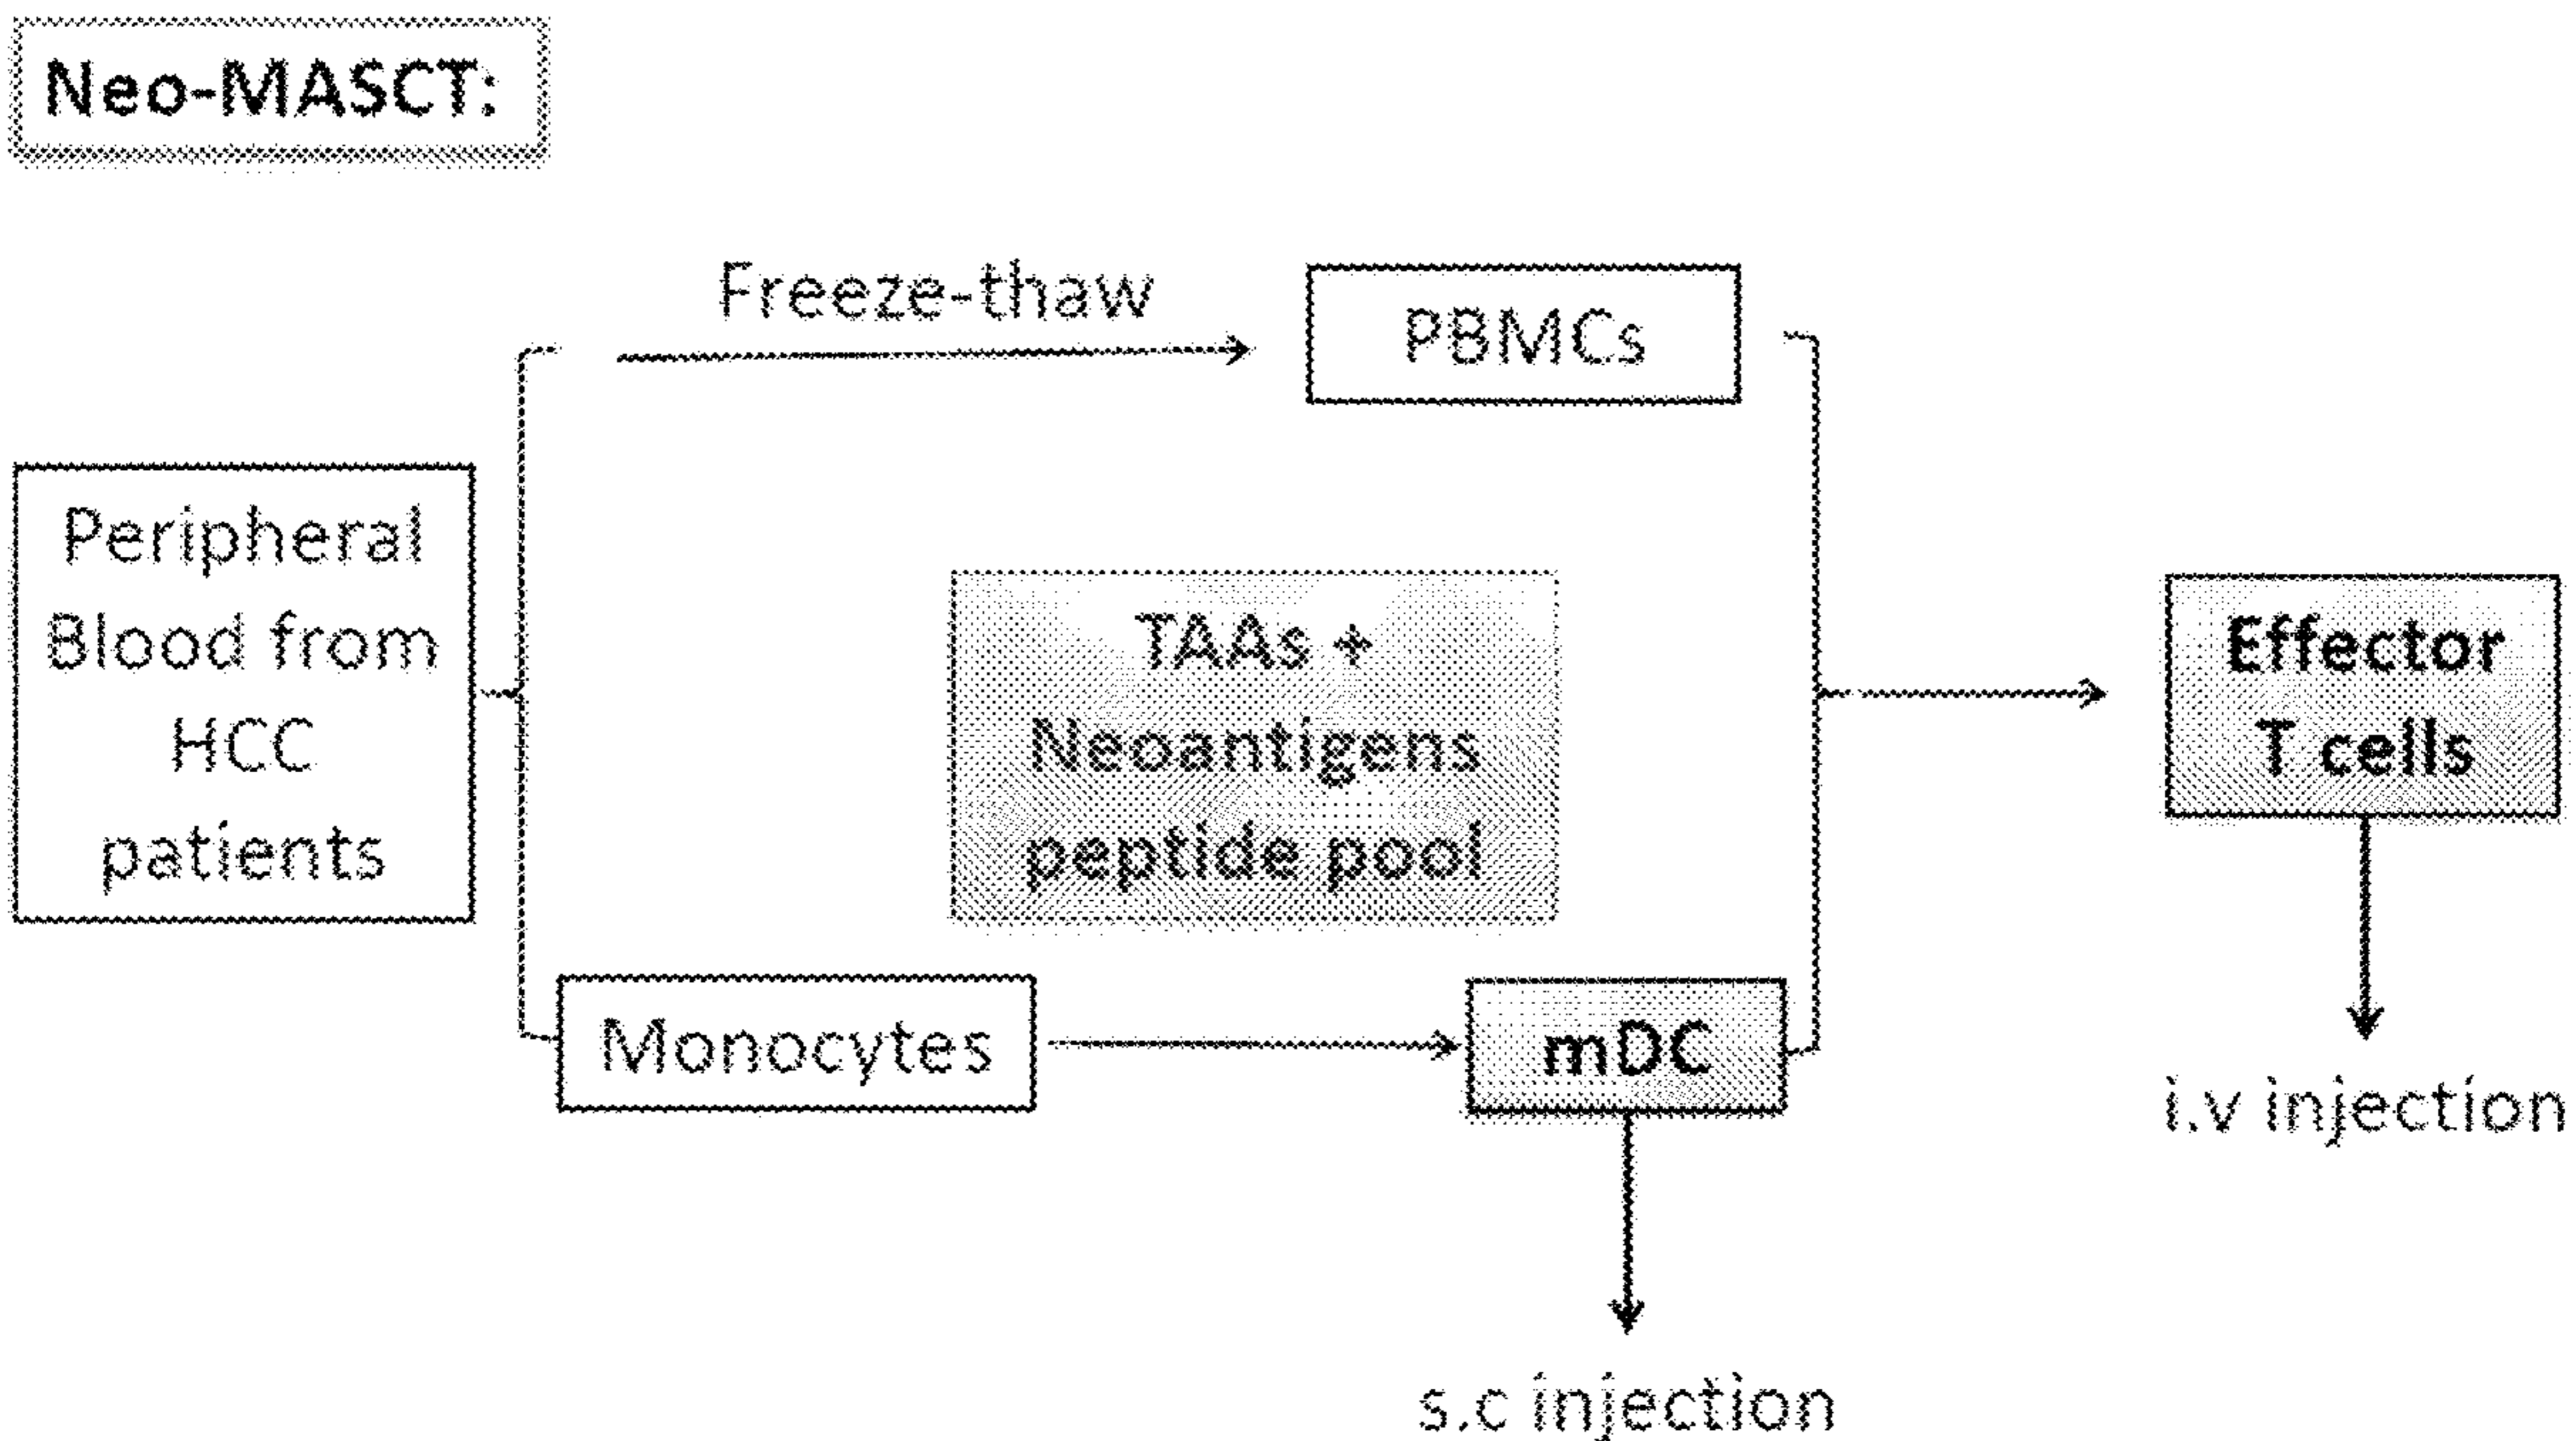 Neo-MASCT:
Freeze-thaw
PBMCs
Peripheral
Blood from
HCC
patients
TAAs +
Neoantigens
peptide pool
Effector
T cells
Monocytes
mDC
i.v injection
s.c injection